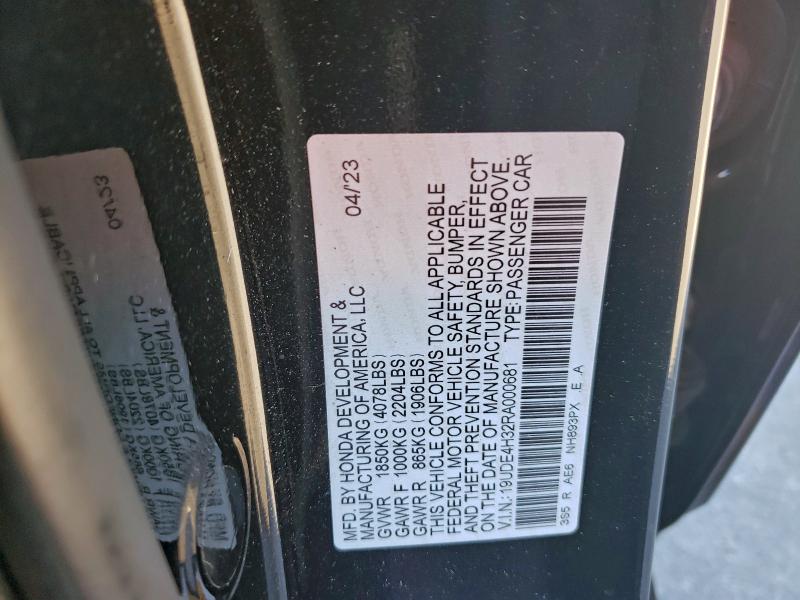 MFD. BY HONDA DEVELOPMENT &
MANUFACTURING OF AMERICA, LLC 04/'23
GVWR 1850KG (4078LBS)
GAWR F 1000KG (2204LBS)
GAWR R 865KG (1908LBS)
THIS VEHICLE CONFORMS TO ALL APPLICABLE
FEDERAL MOTOR VEHICLE SAFETY, BUMPER,
AND THEFT PREVENTION STANDARDS IN EFFECT
ON THE DATE OF MANUFACTURE SHOWN ABOVE.
V.I.N.: 19UDE4H32RA000681 TYPE: PASSENGER CAR
3S5 R AE6 NH893PX E A